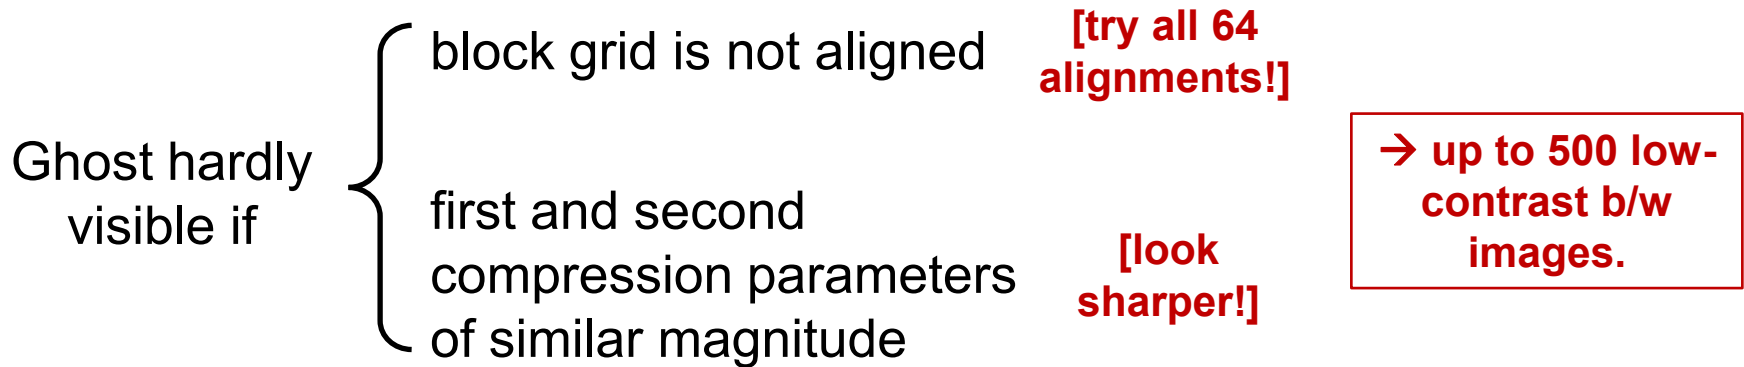 Ghost hardly
visible if
block grid is not aligned
[try all 64
alignments!]
first and second
compression parameters
of similar magnitude
[look
sharper!]
→ up to 500 low-
contrast b/w
images.